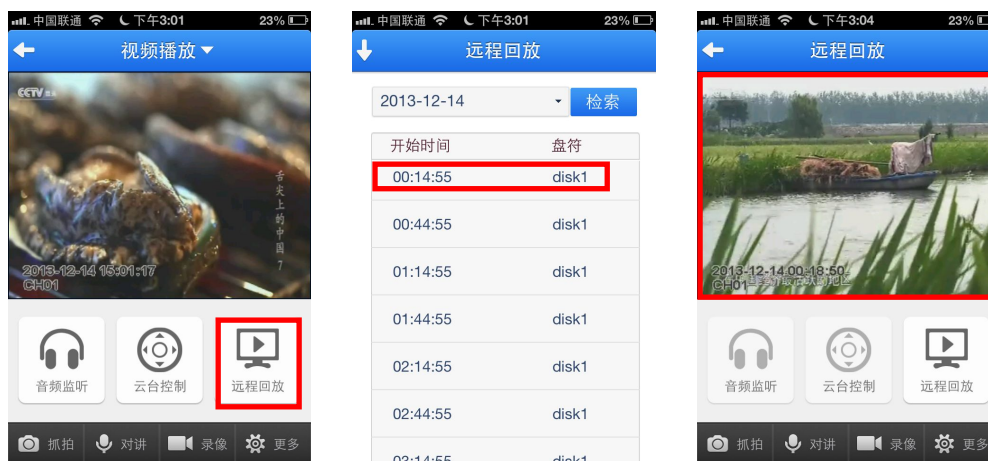 中国联通 下午3:01 23%
视频播放
CCTV
舌尖上的中国
7
2013-12-14 15:01:17
CH01
音频监听 云台控制 远程回放
抓拍 对讲 录像 更多
中国联通 下午3:01 23%
远程回放
2013-12-14 检索
开始时间 盘符
00:14:55 disk1
00:44:55 disk1
01:14:55 disk1
01:44:55 disk1
02:14:55 disk1
02:44:55 disk1
03:14:55 disk1
中国联通 下午3:04 23%
远程回放
舌
2013-12-14 00:18:50
CH01
音频监听 云台控制 远程回放
抓拍 对讲 录像 更多